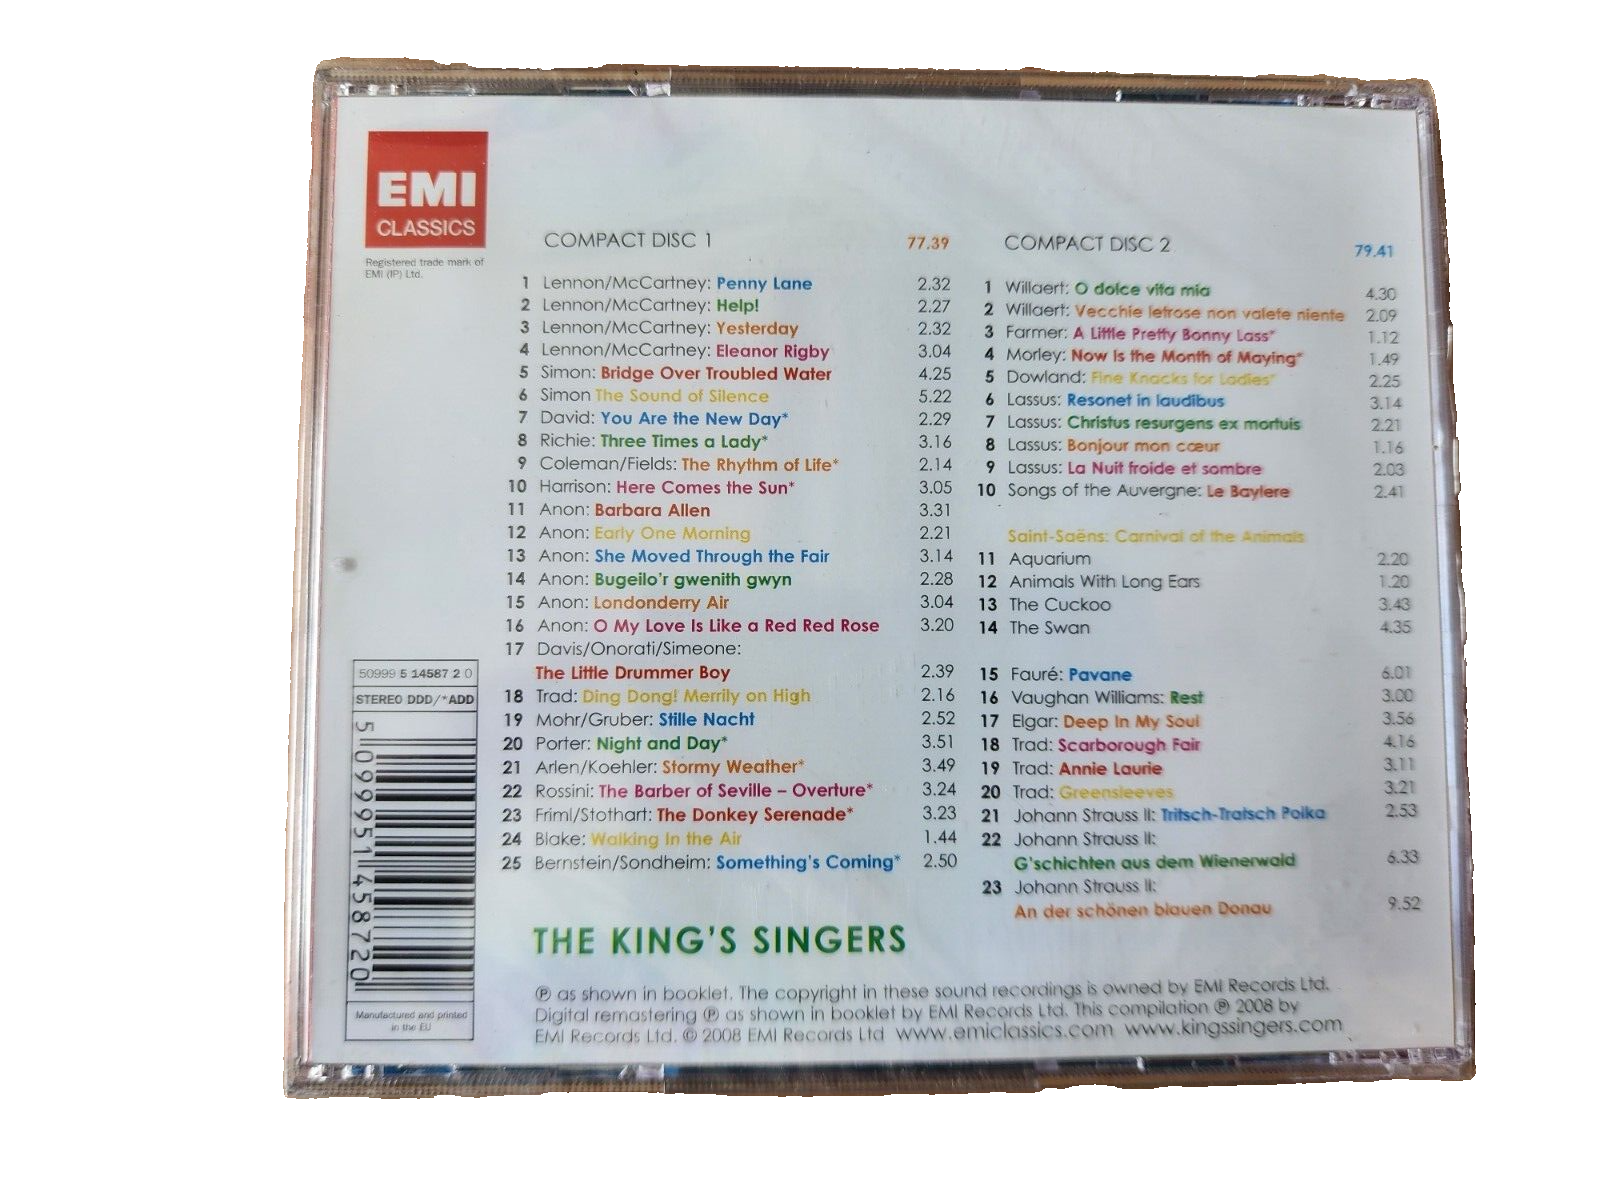 EMI
CLASSICS
Registered trade mark of
EMI (IP) Ltd.
COMPACT DISC 1 77.39
1 Lennon/McCartney: Penny Lane 2.32
2 Lennon/McCartney: Help! 2.27
3 Lennon/McCartney: Yesterday 2.32
4 Lennon/McCartney: Eleanor Rigby 3.04
5 Simon: Bridge Over Troubled Water 4.25
6 Simon The Sound of Silence 5.22
7 David: You Are the New Day* 2.29
8 Richie: Three Times a Lady* 3.16
9 Coleman/Fields: The Rhythm of Life* 2.14
10 Harrison: Here Comes the Sun* 3.05
11 Anon: Barbara Allen 3.31
12 Anon: Early One Morning 2.21
13 Anon: She Moved Through the Fair 3.14
14 Anon: Bugeilo'r gwenith gwyn 2.28
15 Anon: Londonderry Air 3.04
16 Anon: O My Love Is Like a Red Red Rose 3.20
17 Davis/Onorati/Simeone:
The Little Drummer Boy 2.39
18 Trad: Ding Dong! Merrily on High 2.16
19 Mohr/Gruber: Stille Nacht 2.52
20 Porter: Night and Day* 3.51
21 Arlen/Koehler: Stormy Weather* 3.49
22 Rossini: The Barber of Seville – Overture* 3.24
23 Friml/Stothart: The Donkey Serenade* 3.23
24 Blake: Walking In the Air 1.44
25 Bernstein/Sondheim: Something's Coming* 2.50
COMPACT DISC 2 79.41
1 Willaert: O dolce vita mia 4.30
2 Willaert: Vecchie letrose non valete niente 2.09
3 Farmer: A Little Pretty Bonny Lass* 1.12
4 Morley: Now Is the Month of Maying* 1.49
5 Dowland: Fine Knacks for Ladies* 2.25
6 Lassus: Resonet in laudibus 3.14
7 Lassus: Christus resurgens ex mortuis 2.21
8 Lassus: Bonjour mon cœur 1.16
9 Lassus: La Nuit froide et sombre 2.03
10 Songs of the Auvergne: Le Baylere 2.41
Saint-Saëns: Carnival of the Animals
11 Aquarium 2.20
12 Animals With Long Ears 1.20
13 The Cuckoo 3.43
14 The Swan 4.35
15 Fauré: Pavane 6.01
16 Vaughan Williams: Rest 3.00
17 Elgar: Deep In My Soul 3.56
18 Trad: Scarborough Fair 4.16
19 Trad: Annie Laurie 3.11
20 Trad: Greensleeves 3.21
21 Johann Strauss II: Tritsch-Tratsch Polka 2.53
22 Johann Strauss II:
G'schichten aus dem Wienerwald 6.33
23 Johann Strauss II:
An der schönen blauen Donau 9.52
50999 5 14587 2 0
STEREO DDD/*ADD
5 099951 458720
Manufactured and printed
in the EU
THE KING'S SINGERS
℗ as shown in booklet. The copyright in these sound recordings is owned by EMI Records Ltd.
Digital remastering ℗ as shown in booklet by EMI Records Ltd. This compilation ℗ 2008 by
EMI Records Ltd. © 2008 EMI Records Ltd www.emiclassics.com www.kingssingers.com